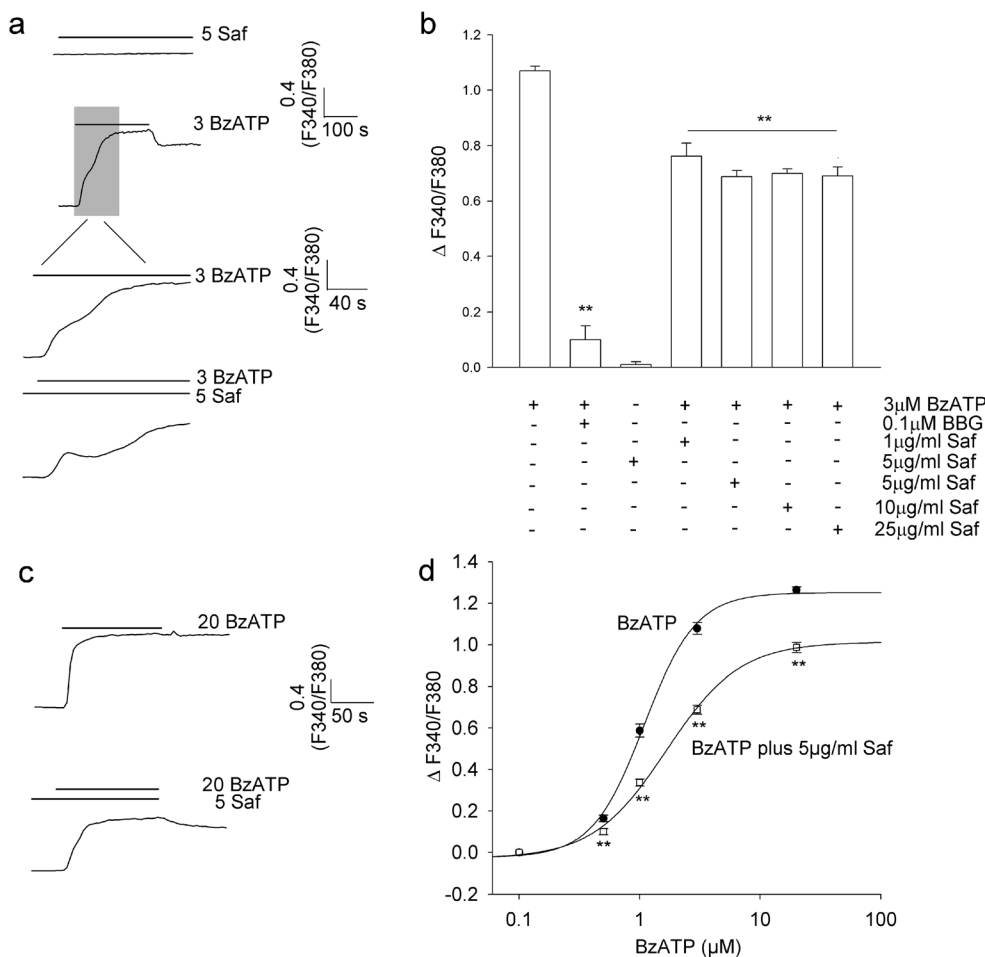 a
5 Saf
0.4
(F340/F380)
100 s
3 BzATP
3 BzATP
0.4
(F340/F380)
40 s
3 BzATP
5 Saf
b
Δ F340/F380
1.2
1.0
0.8
0.6
0.4
0.2
0.0
**
**
+ + - + + + + 3μM BzATP
- + - - - - - 0.1μM BBG
- - - + - - - 1μg/ml Saf
- - + - - - - 5μg/ml Saf
- - - - + - - 5μg/ml Saf
- - - - - + - 10μg/ml Saf
- - - - - - + 25μg/ml Saf
c
20 BzATP
0.4
(F340/F380)
50 s
20 BzATP
5 Saf
d
Δ F340/F380
1.4
1.2
1.0
0.8
0.6
0.4
0.2
0.0
-0.2
BzATP
BzATP plus 5μg/ml Saf
**
**
**
**
0.1 1 10 100
BzATP (μM)